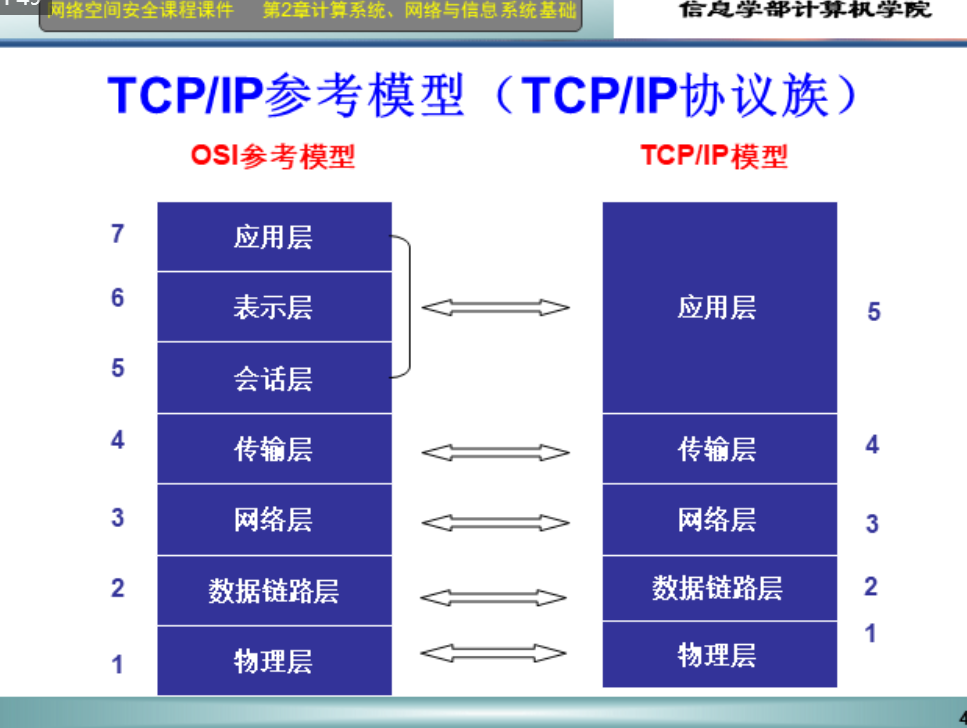 网络空间安全课程课件 第2章计算系统、网络与信息系统基础
信息学部计算机学院
TCP/IP参考模型（TCP/IP协议族）
OSI参考模型
TCP/IP模型
7 应用层
6 表示层
5 会话层
应用层 5
4 传输层
传输层 4
3 网络层
网络层 3
2 数据链路层
数据链路层 2
1 物理层
物理层 1